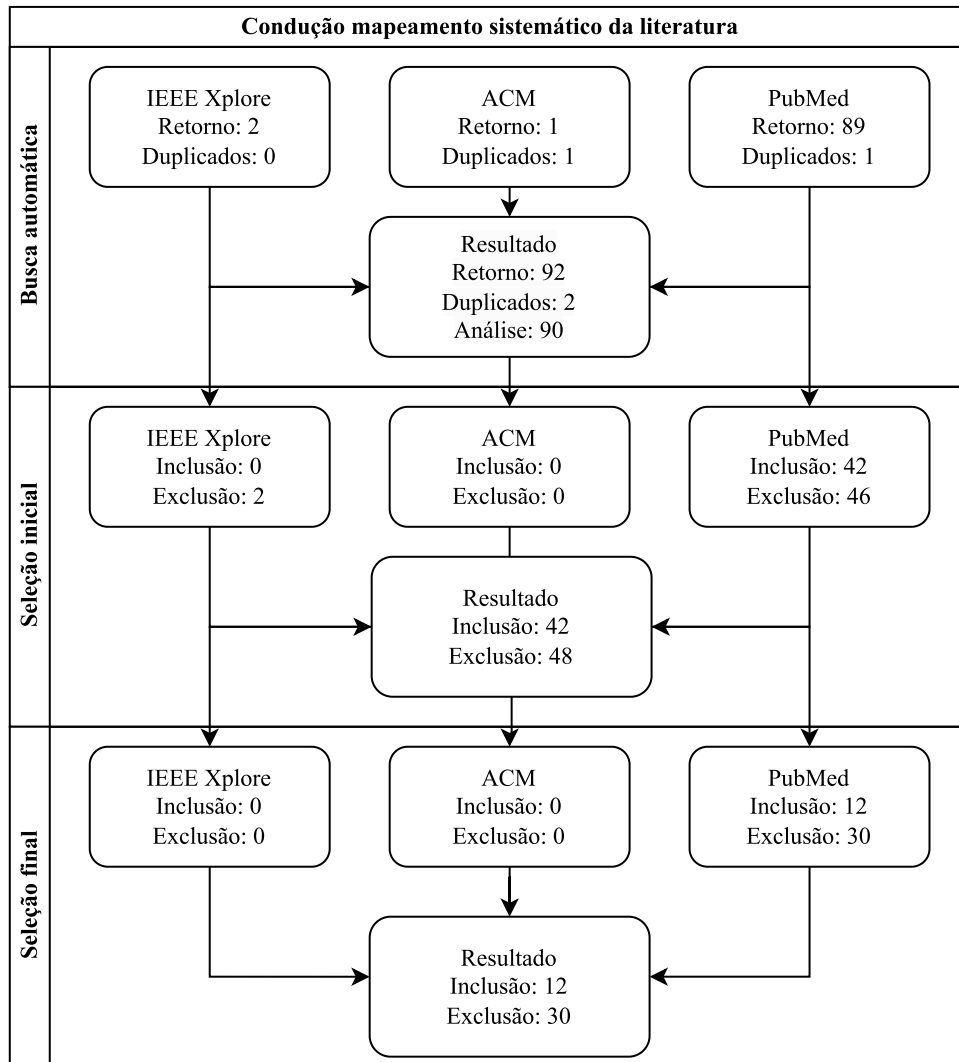 Condução mapeamento sistemático da literatura
Busca automática
IEEE Xplore
Retorno: 2
Duplicados: 0
ACM
Retorno: 1
Duplicados: 1
PubMed
Retorno: 89
Duplicados: 1
Resultado
Retorno: 92
Duplicados: 2
Análise: 90
Seleção inicial
IEEE Xplore
Inclusão: 0
Exclusão: 2
ACM
Inclusão: 0
Exclusão: 0
PubMed
Inclusão: 42
Exclusão: 46
Resultado
Inclusão: 42
Exclusão: 48
Seleção final
IEEE Xplore
Inclusão: 0
Exclusão: 0
ACM
Inclusão: 0
Exclusão: 0
PubMed
Inclusão: 12
Exclusão: 30
Resultado
Inclusão: 12
Exclusão: 30